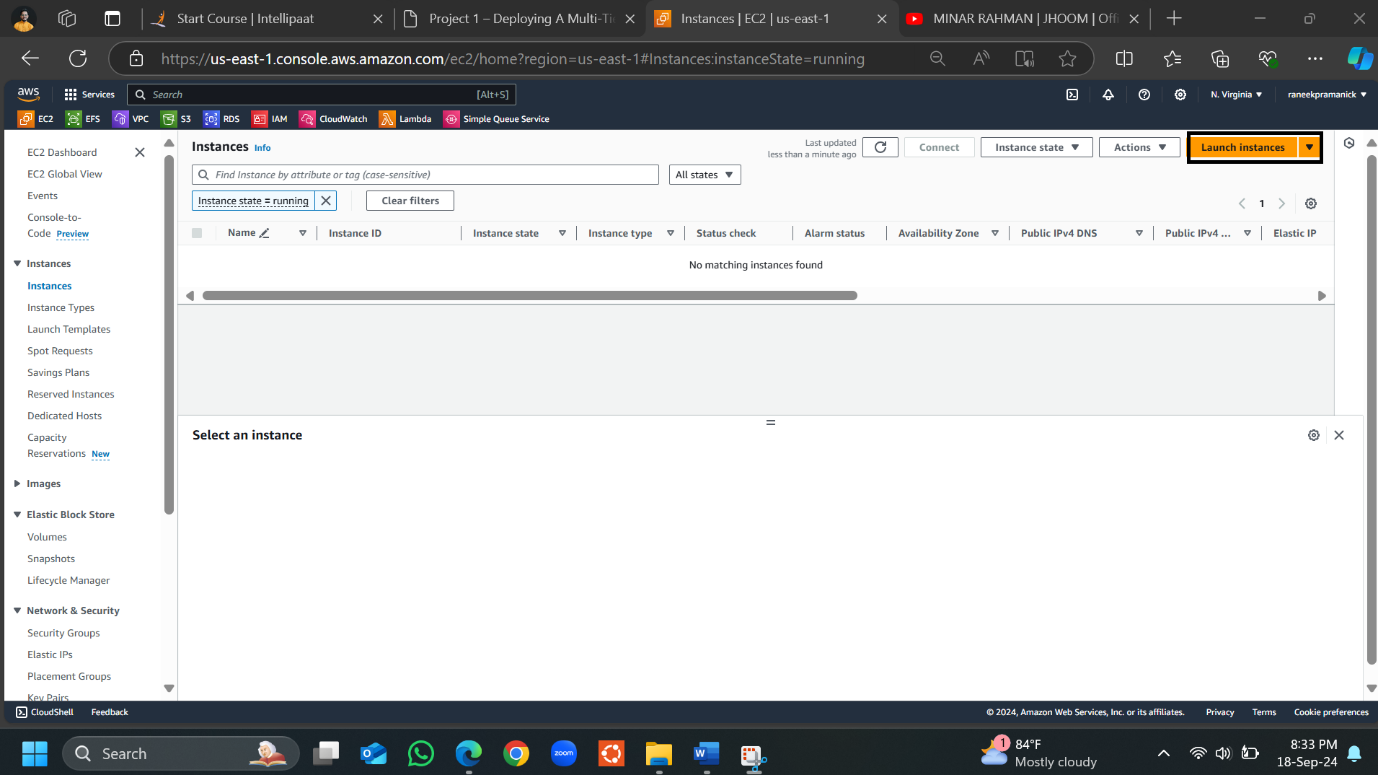 Start Course | Intellipaat
Project 1 – Deploying A Multi-Ti
Instances | EC2 | us-east-1
MINAR RAHMAN | JHOOM | Offi
https://us-east-1.console.aws.amazon.com/ec2/home?region=us-east-1#Instances:instanceState=running
aws
Services
Search
[Alt+S]
N. Virginia
raneekpramanick
EC2
EFS
VPC
S3
RDS
IAM
CloudWatch
Lambda
Simple Queue Service
EC2 Dashboard
EC2 Global View
Events
Console-to-
Code Preview
Instances
Instances
Instance Types
Launch Templates
Spot Requests
Savings Plans
Reserved Instances
Dedicated Hosts
Capacity
Reservations New
Images
Elastic Block Store
Volumes
Snapshots
Lifecycle Manager
Network & Security
Security Groups
Elastic IPs
Placement Groups
Key Pairs
Instances Info
Last updated
less than a minute ago
Connect
Instance state
Actions
Launch instances
Find Instance by attribute or tag (case-sensitive)
All states
Instance state = running
Clear filters
1
Name
Instance ID
Instance state
Instance type
Status check
Alarm status
Availability Zone
Public IPv4 DNS
Public IPv4 ...
Elastic IP
No matching instances found
Select an instance
CloudShell
Feedback
© 2024, Amazon Web Services, Inc. or its affiliates.
Privacy
Terms
Cookie preferences
Search
zoom
1
84°F
Mostly cloudy
8:33 PM
18-Sep-24